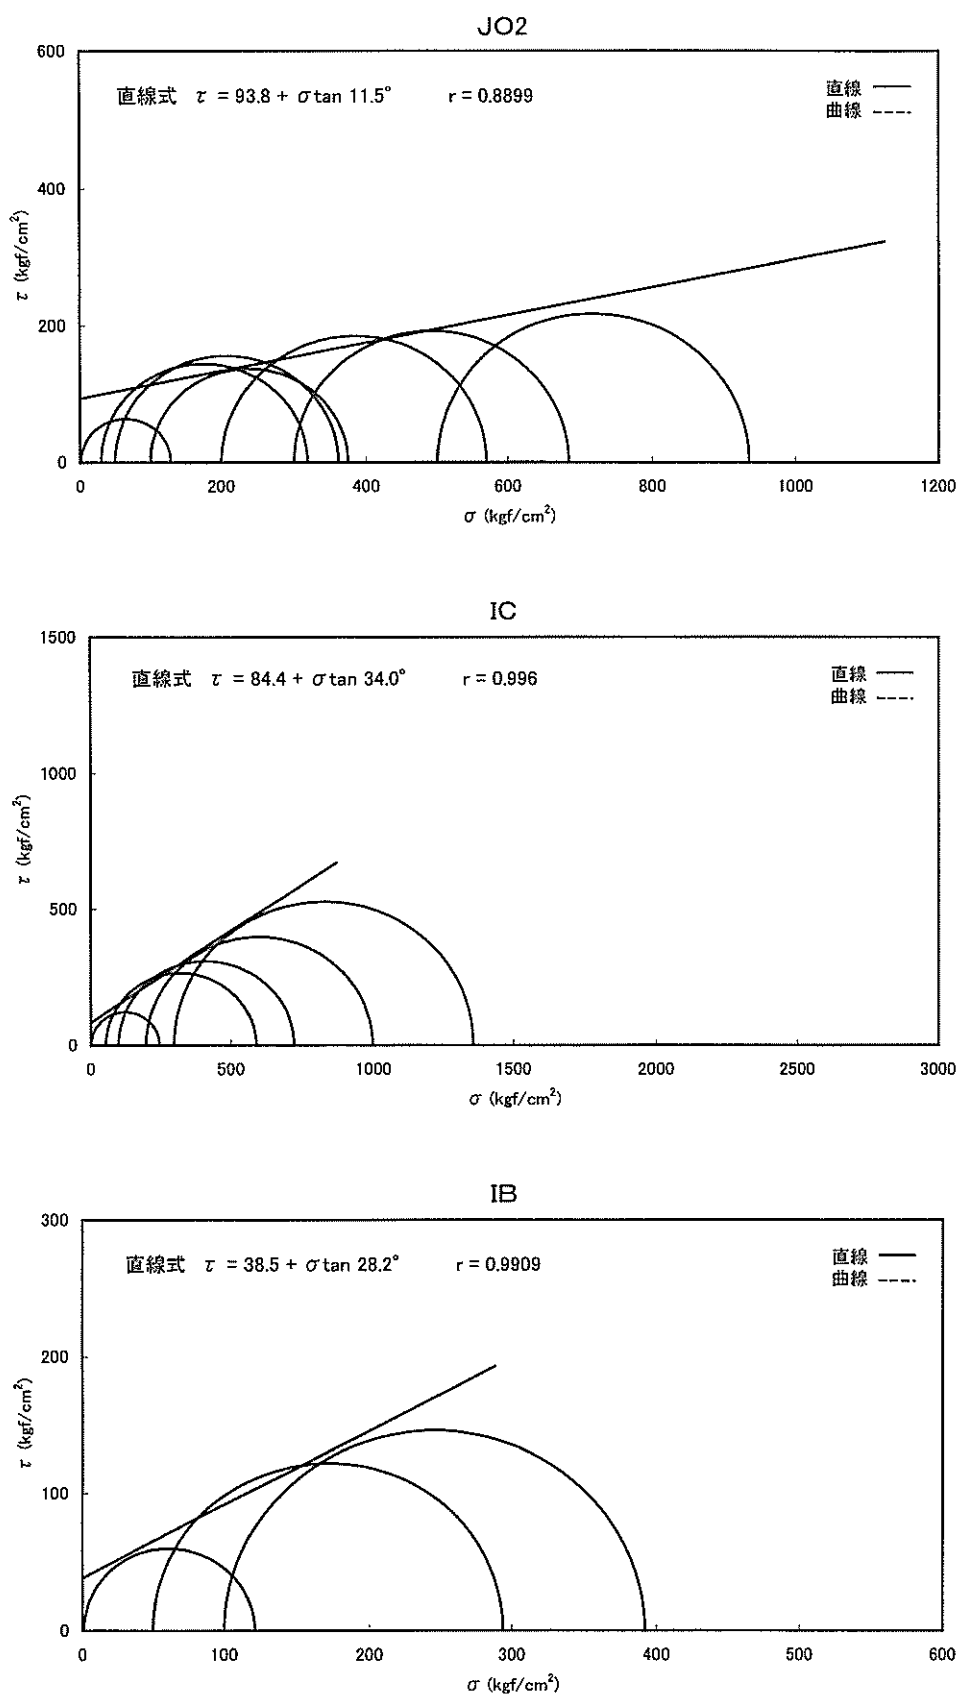 JO2
600
直線式 τ = 93.8 + σtan 11.5° r = 0.8899
直線
曲線
400
τ (kgf/cm²)
200
0
0 200 400 600 800 1000 1200
σ (kgf/cm²)
IC
1500
直線式 τ = 84.4 + σtan 34.0° r = 0.996
直線
曲線
1000
τ (kgf/cm²)
500
0
0 500 1000 1500 2000 2500 3000
σ (kgf/cm²)
IB
300
直線式 τ = 38.5 + σtan 28.2° r = 0.9909
直線
曲線
200
τ (kgf/cm²)
100
0
0 100 200 300 400 500 600
σ (kgf/cm²)